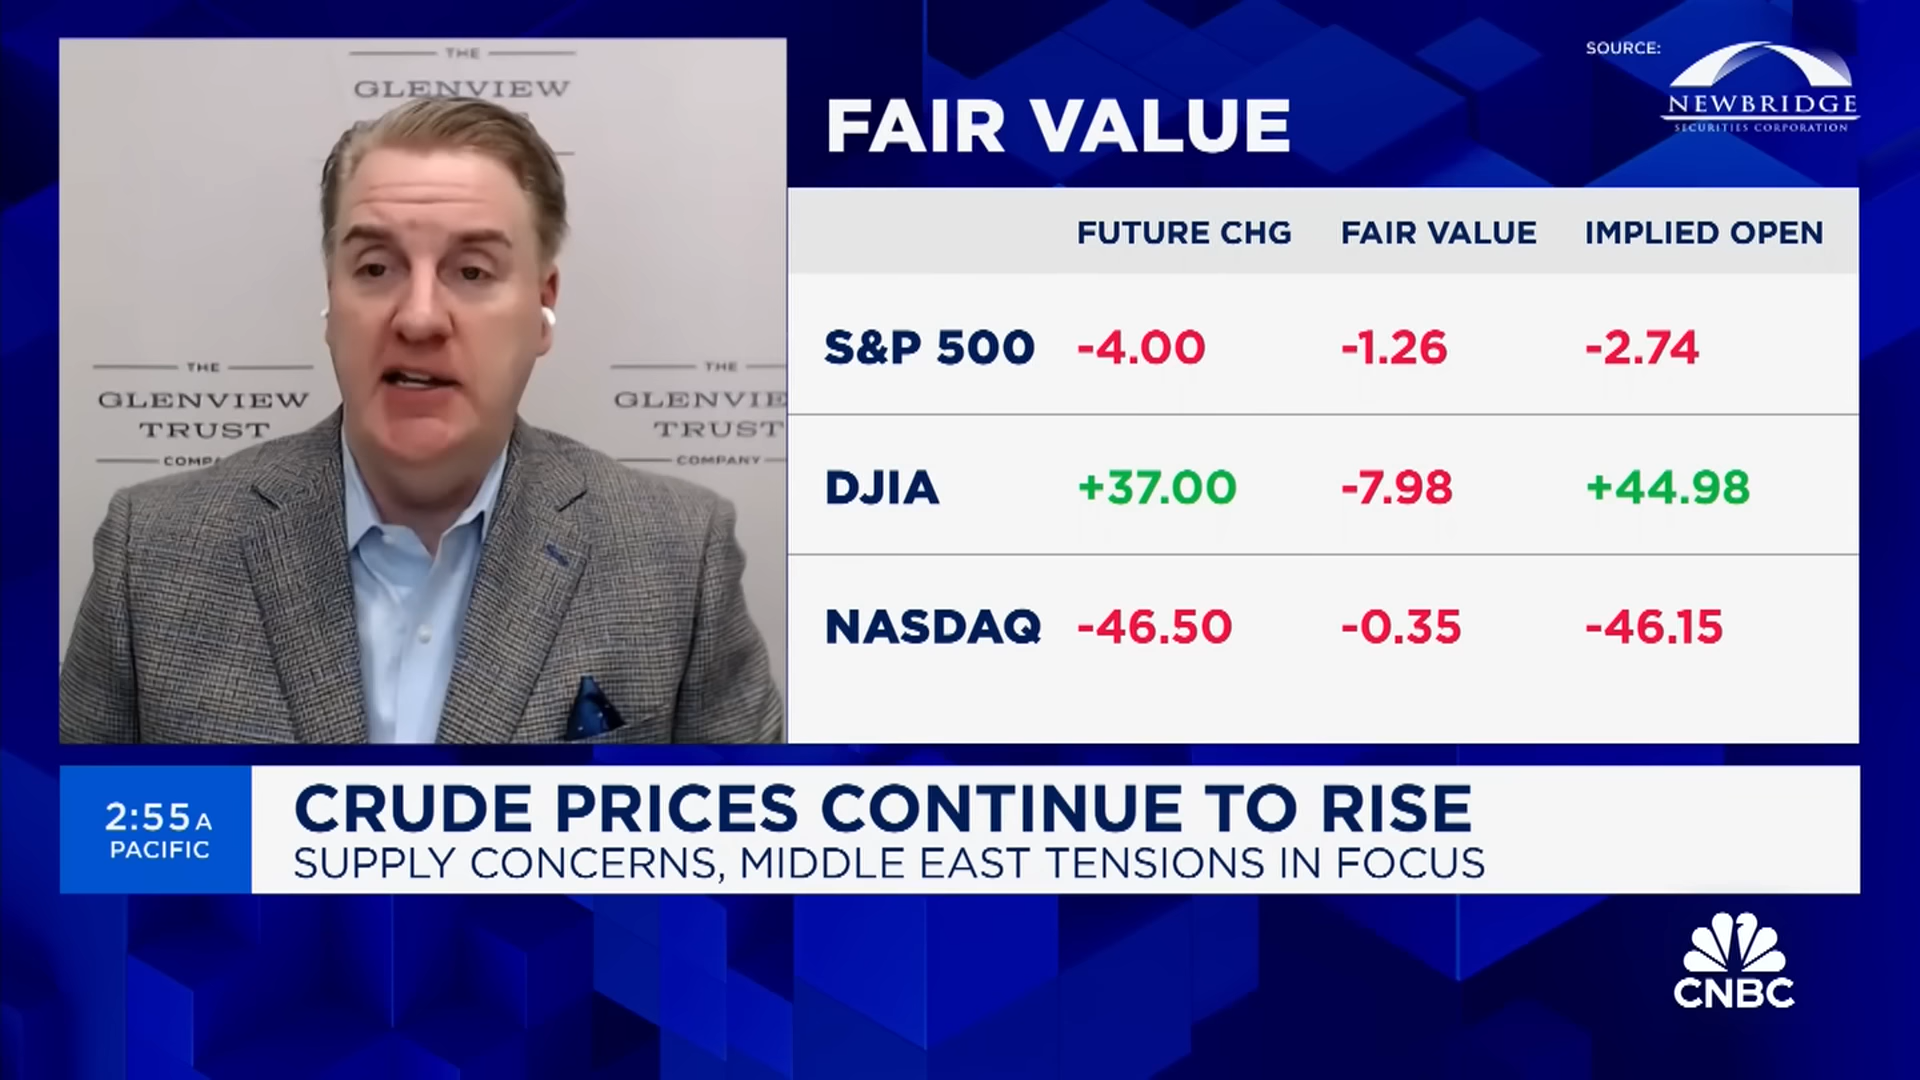 THE
GLENVIEW
THE
GLENVIEW
TRUST
THE
GLENVIE
TRUST
COMPANY
SOURCE:
NEWBRIDGE
SECURITIES CORPORATION
FAIR VALUE
FUTURE CHG FAIR VALUE IMPLIED OPEN
S&P 500 -4.00 -1.26 -2.74
DJIA +37.00 -7.98 +44.98
NASDAQ -46.50 -0.35 -46.15
2:55 A
PACIFIC
CRUDE PRICES CONTINUE TO RISE
SUPPLY CONCERNS, MIDDLE EAST TENSIONS IN FOCUS
CNBC